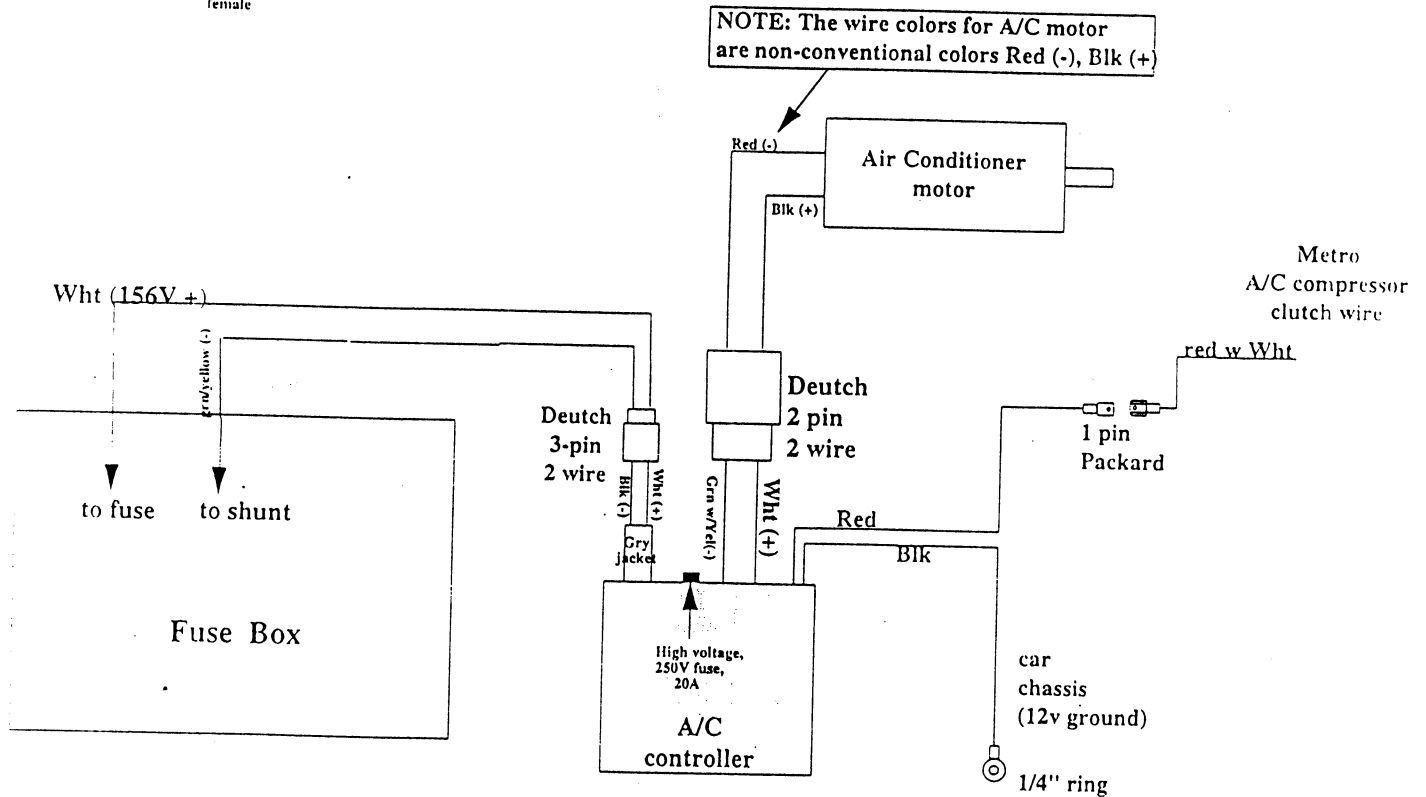 female
NOTE: The wire colors for A/C motor
are non-conventional colors Red (-), Blk (+)
Red (-)
Air Conditioner
motor
Blk (+)
Metro
A/C compressor
clutch wire
red w Wht
Wht (156V +)
grn/yellow (-)
Deutch
3-pin
2 wire
Deutch
2 pin
2 wire
1 pin
Packard
to fuse
to shunt
Blk (-)
Wht (+)
Grn w/Yel(-)
Wht (+)
Gry
jacket
Red
Blk
Fuse Box
High voltage,
250V fuse,
20A
A/C
controller
car
chassis
(12v ground)
1/4" ring